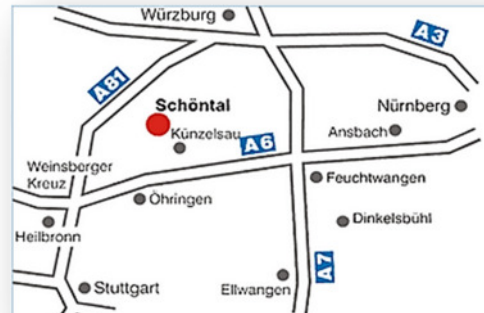 Würzburg
A3
A81
Schöntal
Nürnberg
Künzelsau
A6
Ansbach
Weinsberger
Kreuz
Feuchtwangen
Öhringen
Dinkelsbühl
Heilbronn
A7
Stuttgart
Ellwangen